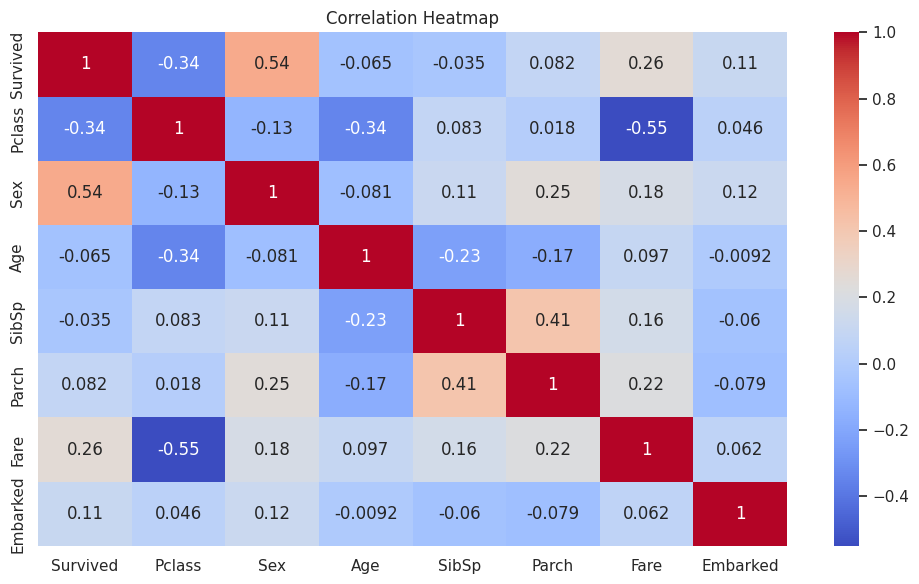 Correlation Heatmap
Survived 1 -0.34 0.54 -0.065 -0.035 0.082 0.26 0.11
Pclass -0.34 1 -0.13 -0.34 0.083 0.018 -0.55 0.046
Sex 0.54 -0.13 1 -0.081 0.11 0.25 0.18 0.12
Age -0.065 -0.34 -0.081 1 -0.23 -0.17 0.097 -0.0092
SibSp -0.035 0.083 0.11 -0.23 1 0.41 0.16 -0.06
Parch 0.082 0.018 0.25 -0.17 0.41 1 0.22 -0.079
Fare 0.26 -0.55 0.18 0.097 0.16 0.22 1 0.062
Embarked 0.11 0.046 0.12 -0.0092 -0.06 -0.079 0.062 1
Survived Pclass Sex Age SibSp Parch Fare Embarked
1.0
0.8
0.6
0.4
0.2
0.0
−0.2
−0.4